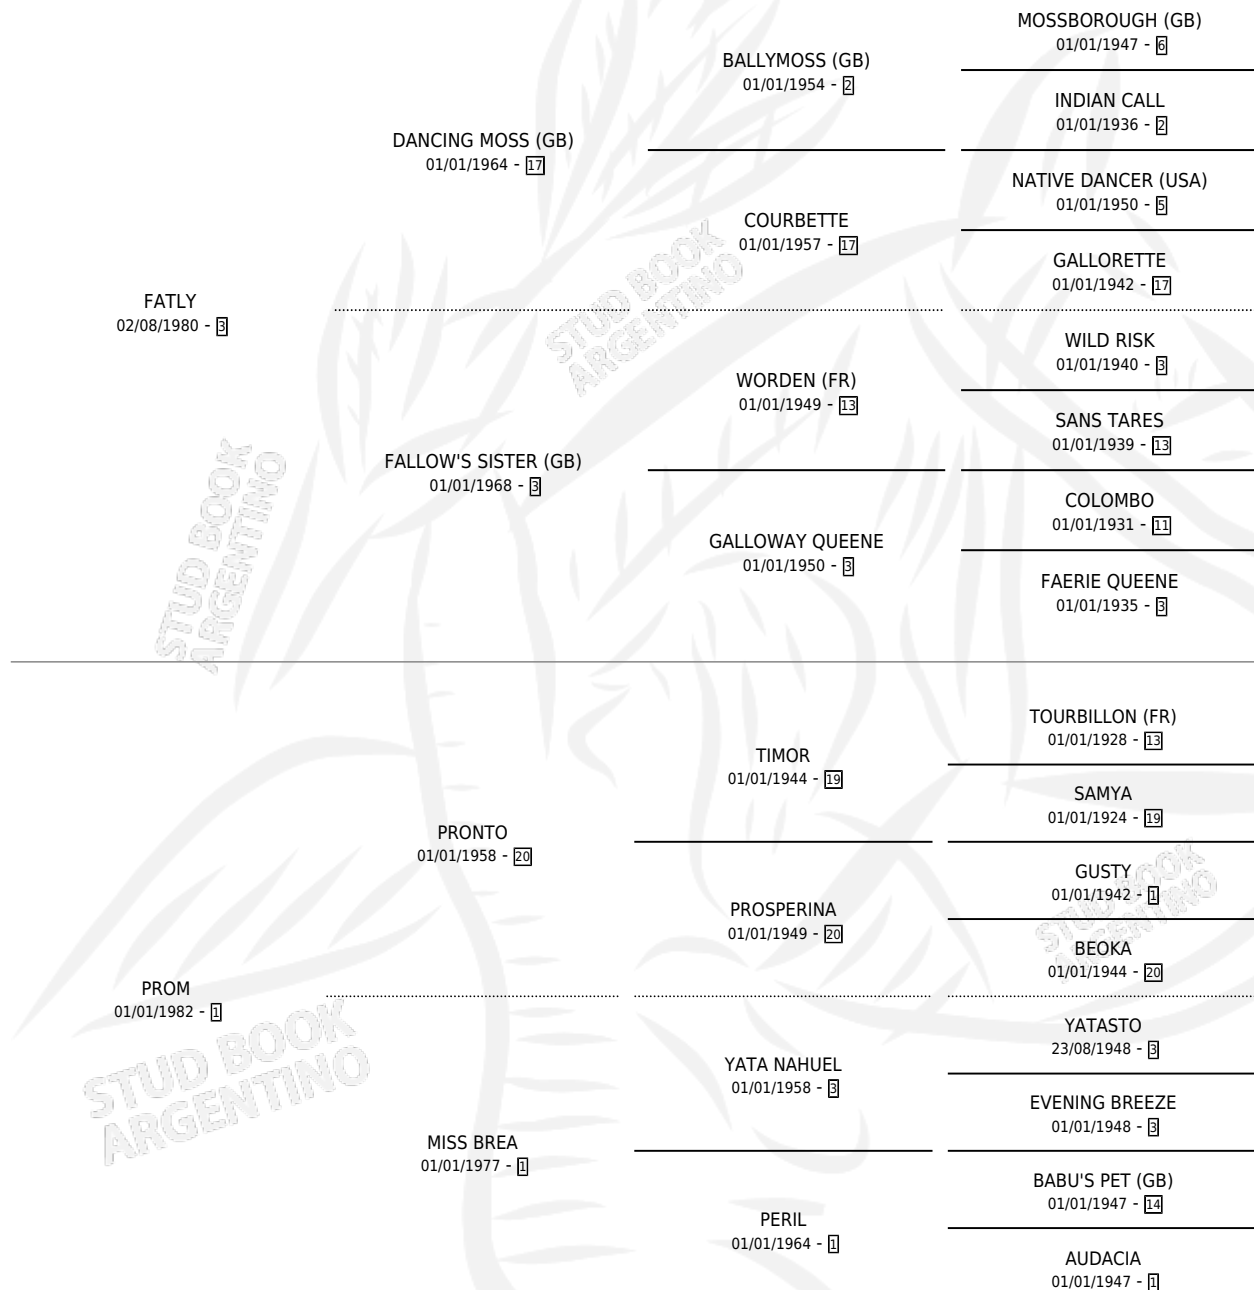 MOSSBOROUGH (GB)
01/01/1947 - 6
BALLYMOSS (GB)
01/01/1954 - 2
INDIAN CALL
01/01/1936 - 2
DANCING MOSS (GB)
01/01/1964 - 17
NATIVE DANCER (USA)
01/01/1950 - 5
COURBETTE
01/01/1957 - 17
GALLORETTE
01/01/1942 - 17
FATLY
02/08/1980 - 3
WILD RISK
01/01/1940 - 3
WORDEN (FR)
01/01/1949 - 13
SANS TARES
01/01/1939 - 13
FALLOW'S SISTER (GB)
01/01/1968 - 3
COLOMBO
01/01/1931 - 11
GALLOWAY QUEENE
01/01/1950 - 3
FAERIE QUEENE
01/01/1935 - 3
TOURBILLON (FR)
01/01/1928 - 13
TIMOR
01/01/1944 - 19
SAMYA
01/01/1924 - 19
PRONTO
01/01/1958 - 20
GUSTY
01/01/1942 - 1
PROSPERINA
01/01/1949 - 20
BEOKA
01/01/1944 - 20
PROM
01/01/1982 - 1
YATASTO
23/08/1948 - 3
YATA NAHUEL
01/01/1958 - 3
EVENING BREEZE
01/01/1948 - 3
MISS BREA
01/01/1977 - 1
BABU'S PET (GB)
01/01/1947 - 14
PERIL
01/01/1964 - 1
AUDACIA
01/01/1947 - 1
STUD BOOK
ARGENTINO
STUD BOOK
ARGENTINO
STUD BOOK
ARGENTINO
STUD BOOK
ARGENTINO